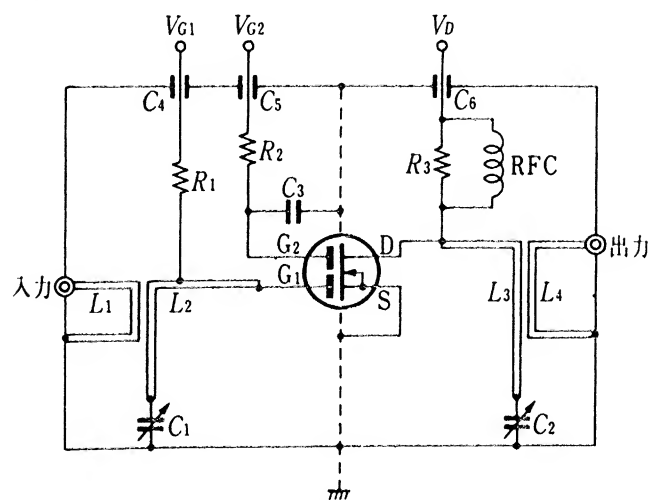 VG1 VG2 VD
C4 C5 C6
R2 R3 RFC
R1 C3
G2 D
入力 L1 L2 G1 S L3 L4 出力
C1 C2